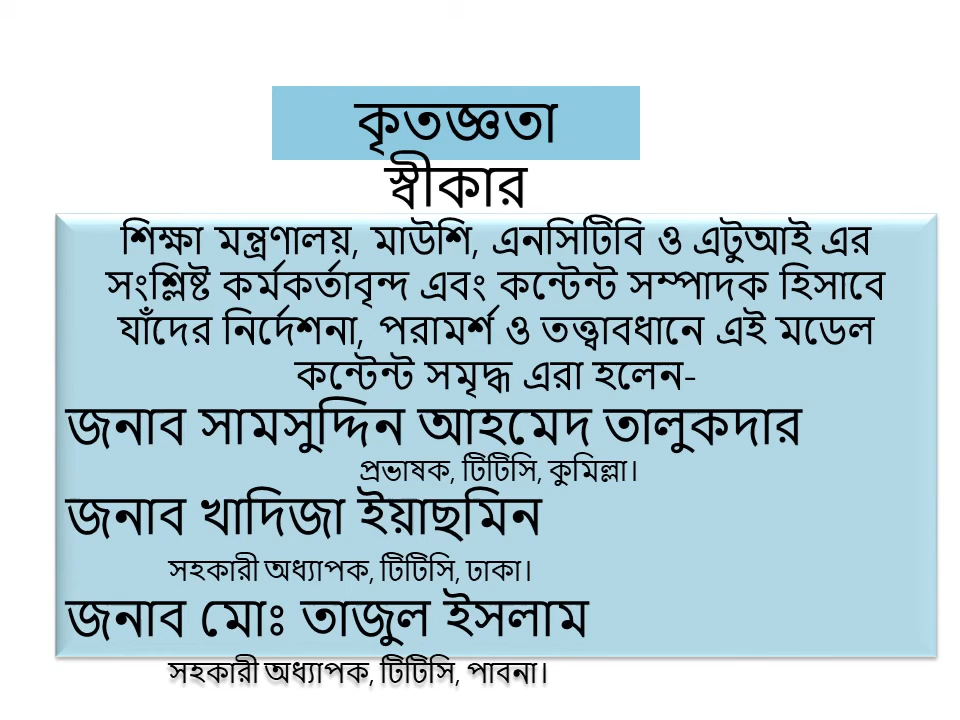 কৃতজ্ঞতা
স্বীকার
শিক্ষা মন্ত্রণালয়, মাউশি, এনসিটিবি ও এটুআই এর
সংশ্লিষ্ট কর্মকর্তাবৃন্দ এবং কন্টেন্ট সম্পাদক হিসাবে
যাঁদের নির্দেশনা, পরামর্শ ও তত্ত্বাবধানে এই মডেল
কন্টেন্ট সমৃদ্ধ এরা হলেন-
জনাব সামসুদ্দিন আহমেদ তালুকদার
প্রভাষক, টিটিসি, কুমিল্লা।
জনাব খাদিজা ইয়াছমিন
সহকারী অধ্যাপক, টিটিসি, ঢাকা।
জনাব মোঃ তাজুল ইসলাম
সহকারী অধ্যাপক, টিটিসি, পাবনা।